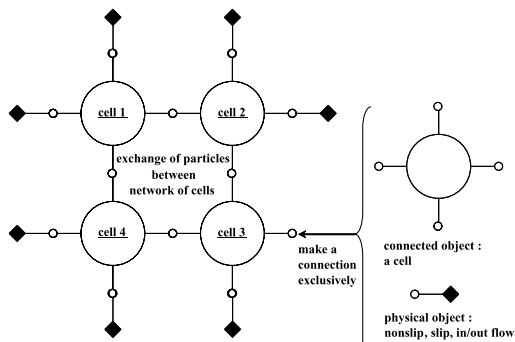 cell 1
cell 2
exchange of particles
between
network of cells
cell 4
cell 3
make a
connection
exclusively
connected object :
a cell
physical object :
nonslip, slip, in/out flow